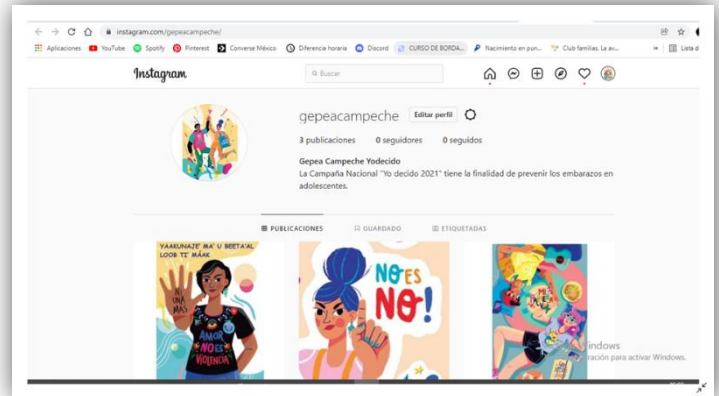 instagram.com/gepeacampeche/
Aplicaciones YouTube Spotify Pinterest Converse México Diferencia horaria Discord CURSO DE BORDA... Nacimiento en pun... Club familias. La av... » Lista d
Instagram
Buscar
gepeacampeche Editar perfil
3 publicaciones 0 seguidores 0 seguidos
Gepea Campeche Yodecido
La Campaña Nacional "Yo decido 2021" tiene la finalidad de prevenir los embarazos en
adolescentes.
PUBLICACIONES GUARDADO ETIQUETADAS
YAAKUNAJE' MA' U BEETA'AL
LOOB TI' MÁAK
NI
UNA
MÁS
AMOR
NO ES
VIOLENCIA
NO ES
NO!
indows
ración para activar Windows.